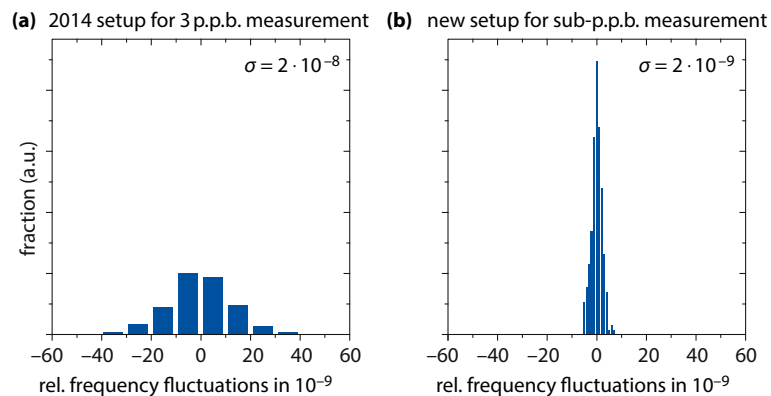 (a) 2014 setup for 3 p.p.b. measurement
σ = 2 · 10⁻⁸
fraction (a.u.)
−60 −40 −20 0 20 40 60
rel. frequency fluctuations in 10⁻⁹
(b) new setup for sub-p.p.b. measurement
σ = 2 · 10⁻⁹
−60 −40 −20 0 20 40 60
rel. frequency fluctuations in 10⁻⁹